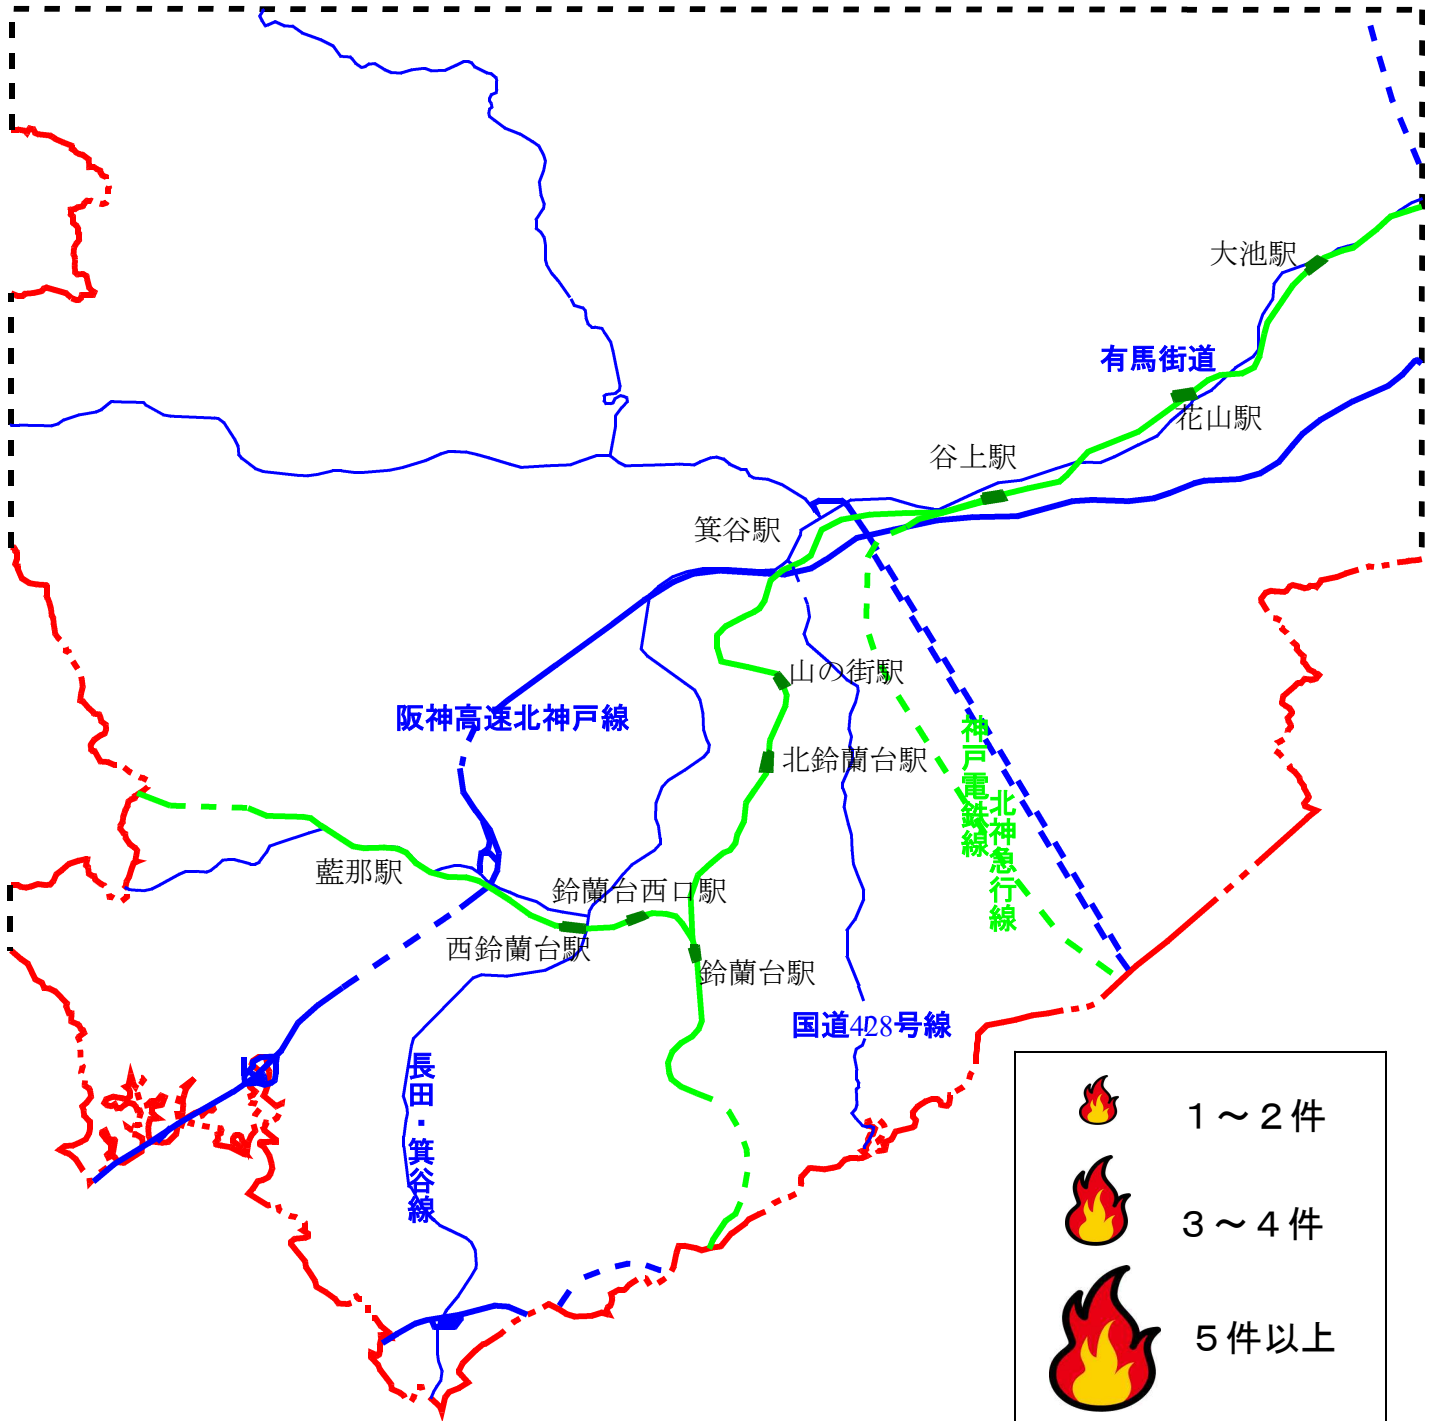 大池駅
有馬街道
花山駅
谷上駅
箕谷駅
山の街駅
阪神高速北神戸線
神戸電鉄線
北鈴蘭台駅
北神急行線
藍那駅
鈴蘭台西口駅
西鈴蘭台駅
鈴蘭台駅
国道428号線
長田・箕谷線
１～２件
３～４件
５件以上